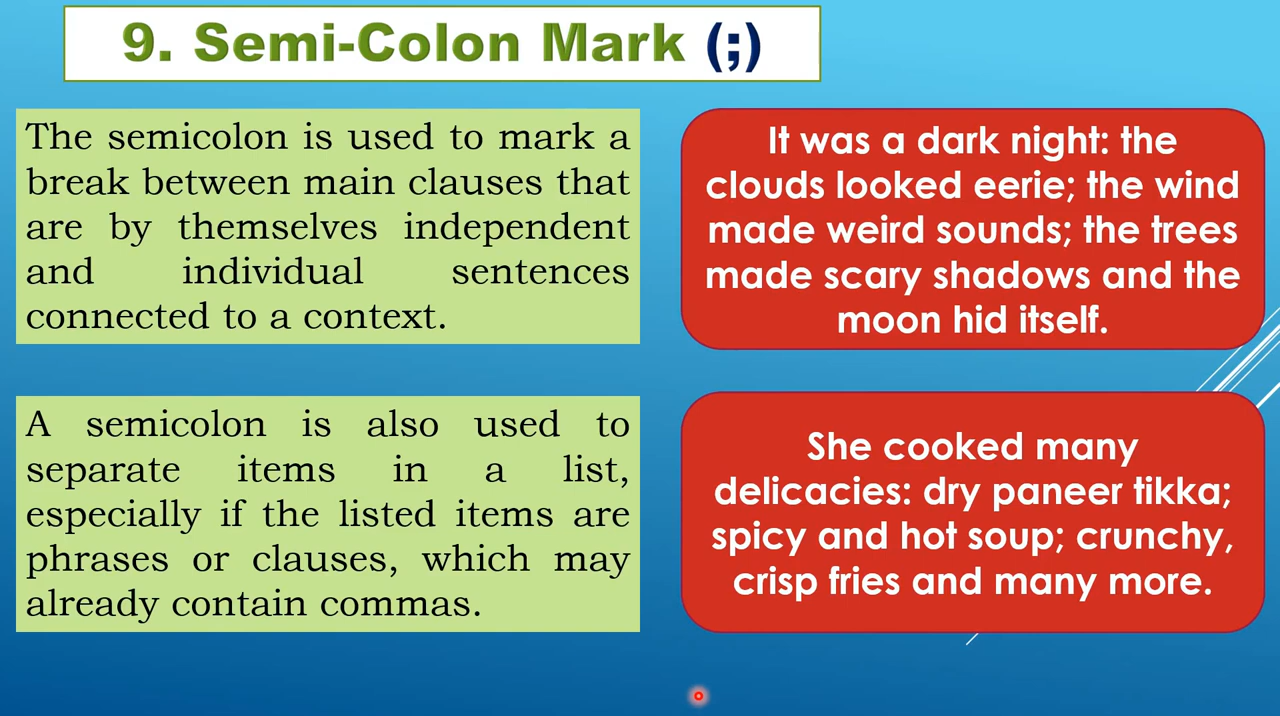 9. Semi-Colon Mark (;)
The semicolon is used to mark a
break between main clauses that
are by themselves independent
and individual sentences
connected to a context.
It was a dark night: the
clouds looked eerie; the wind
made weird sounds; the trees
made scary shadows and the
moon hid itself.
A semicolon is also used to
separate items in a list,
especially if the listed items are
phrases or clauses, which may
already contain commas.
She cooked many
delicacies: dry paneer tikka;
spicy and hot soup; crunchy,
crisp fries and many more.